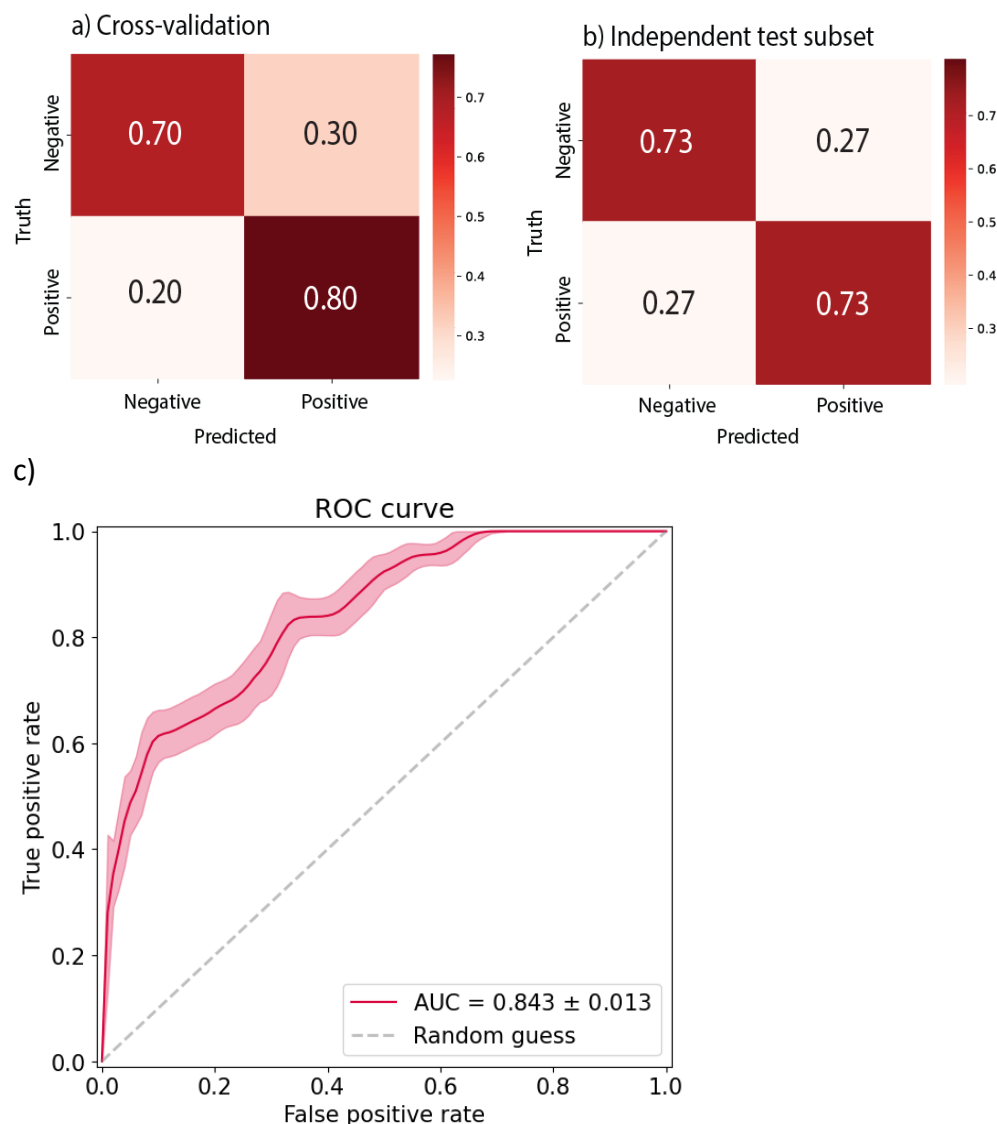 a) Cross-validation
Negative
Positive
Truth
0.70
0.30
0.20
0.80
Negative
Positive
Predicted
0.7
0.6
0.5
0.4
0.3
b) Independent test subset
Negative
Positive
Truth
0.73
0.27
0.27
0.73
Negative
Positive
Predicted
0.7
0.6
0.5
0.4
0.3
c)
ROC curve
True positive rate
1.0
0.8
0.6
0.4
0.2
0.0
AUC = 0.843 ± 0.013
Random guess
0.0
0.2
0.4
0.6
0.8
1.0
False positive rate